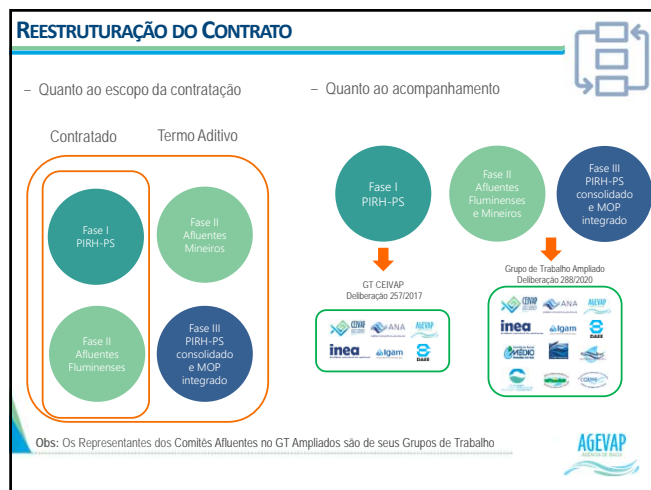 REESTRUTURAÇÃO DO CONTRATO
– Quanto ao escopo da contratação
Contratado
Termo Aditivo
Fase I
PIRH-PS
Fase II
Afluentes
Mineiros
Fase II
Afluentes
Fluminenses
Fase III
PIRH-PS
consolidado
e MOP
integrado
– Quanto ao acompanhamento
Fase I
PIRH-PS
Fase II
Afluentes
Fluminenses
e Mineiros
Fase III
PIRH-PS
consolidado
e MOP
integrado
GT CEIVAP
Deliberação 257/2017
CEIVAP
ANA
AGEVAP
inea
Igam
DAEE
Grupo de Trabalho Ampliado
Deliberação 288/2020
CEIVAP
ANA
AGEVAP
inea
Igam
DAEE
MÉDIO
Obs: Os Representantes dos Comitês Afluentes no GT Ampliados são de seus Grupos de Trabalho
AGEVAP
AGÊNCIA DE BACIA